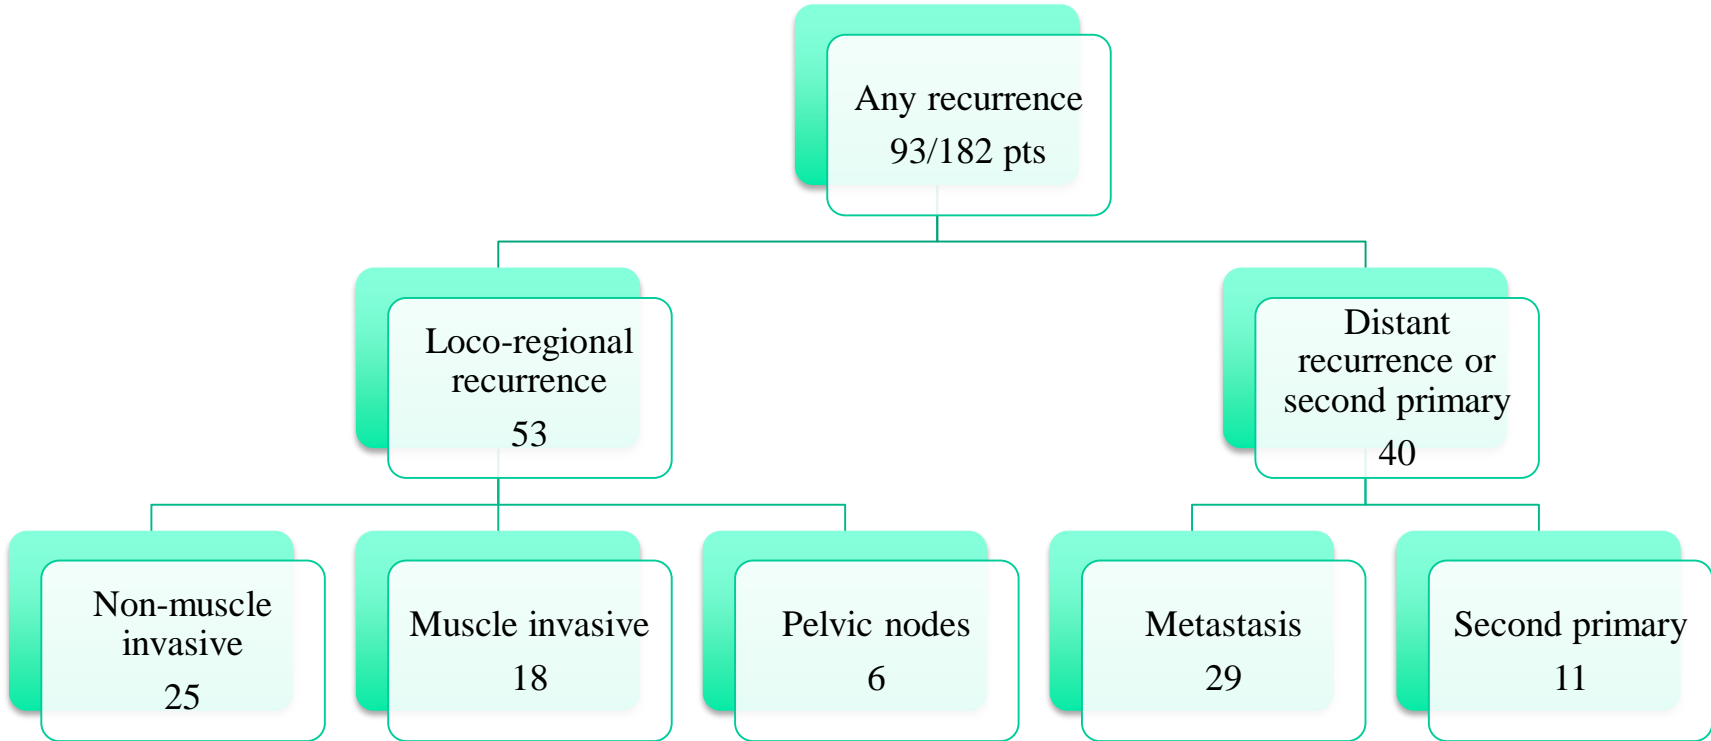 Any recurrence
93/182 pts
Loco-regional
recurrence
53
Distant
recurrence or
second primary
40
Non-muscle
invasive
25
Muscle invasive
18
Pelvic nodes
6
Metastasis
29
Second primary
11